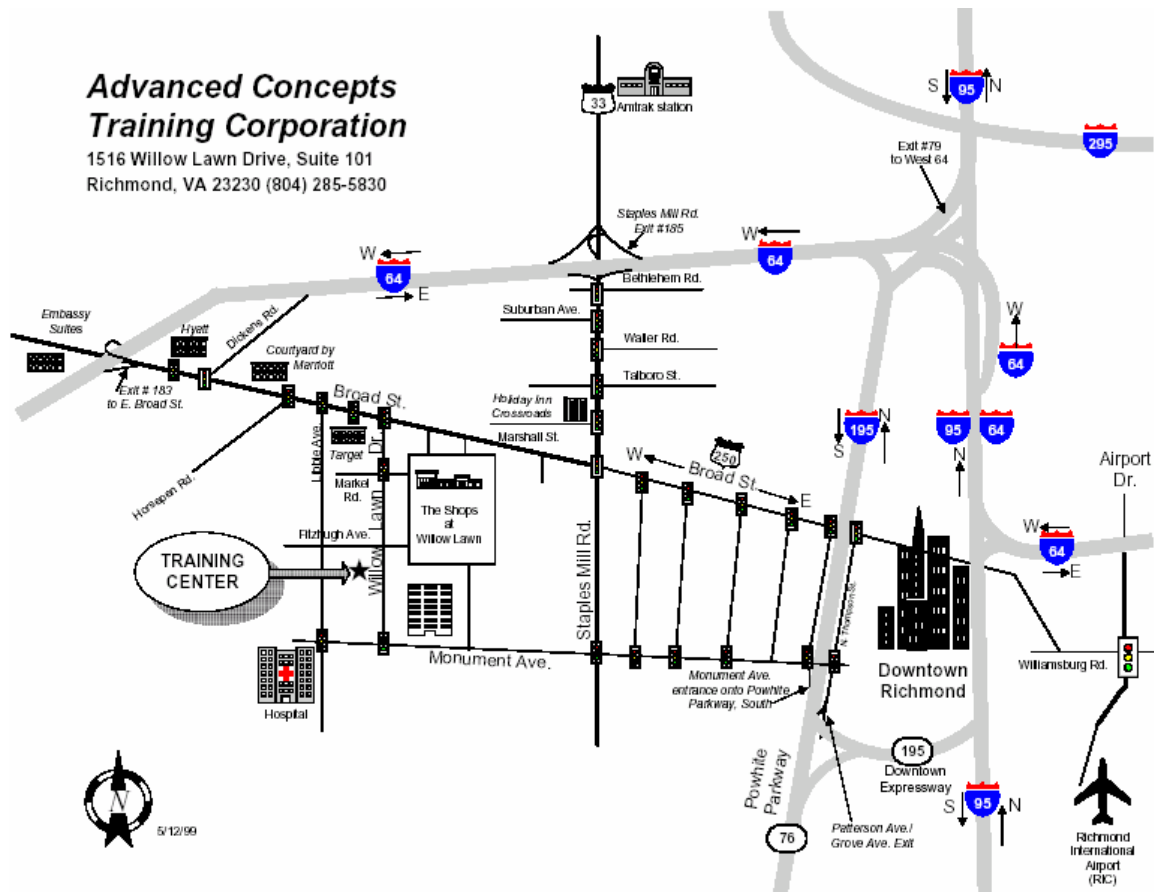 Advanced Concepts
Training Corporation
1516 Willow Lawn Drive, Suite 101
Richmond, VA 23230 (804) 285-5830
33
Amtrak station
S
95
N
295
Exit #79
to West 64
Staples Mill Rd.
Exit #185
W
64
E
W
64
Bethlehem Rd.
Suburban Ave.
Waller Rd.
Talboro St.
Embassy
Suites
Hyatt
Dickens Rd.
Courtyard by
Marriott
Exit # 183
to E. Broad St.
Broad St.
Holiday Inn
Crossroads
Marshall St.
W
64
S
195
N
95
64
N
Target
Libbie Ave.
Willow Lawn Dr
Markel
Rd.
Horsepen Rd.
W
250
Broad St.
E
Airport
Dr.
The Shops
at
Willow Lawn
Fitzhugh Ave.
TRAINING
CENTER
Staples Mill Rd.
W
64
E
N. Thompson St.
Monument Ave.
Hospital
Monument Ave.
entrance onto Powhite
Parkway, South
Downtown
Richmond
Williamsburg Rd.
195
Downtown
Expressway
Powhite
Parkway
76
Patterson Ave./
Grove Ave. Exit
S
95
N
N
5/12/99
Richmond
International
Airport
(RIC)